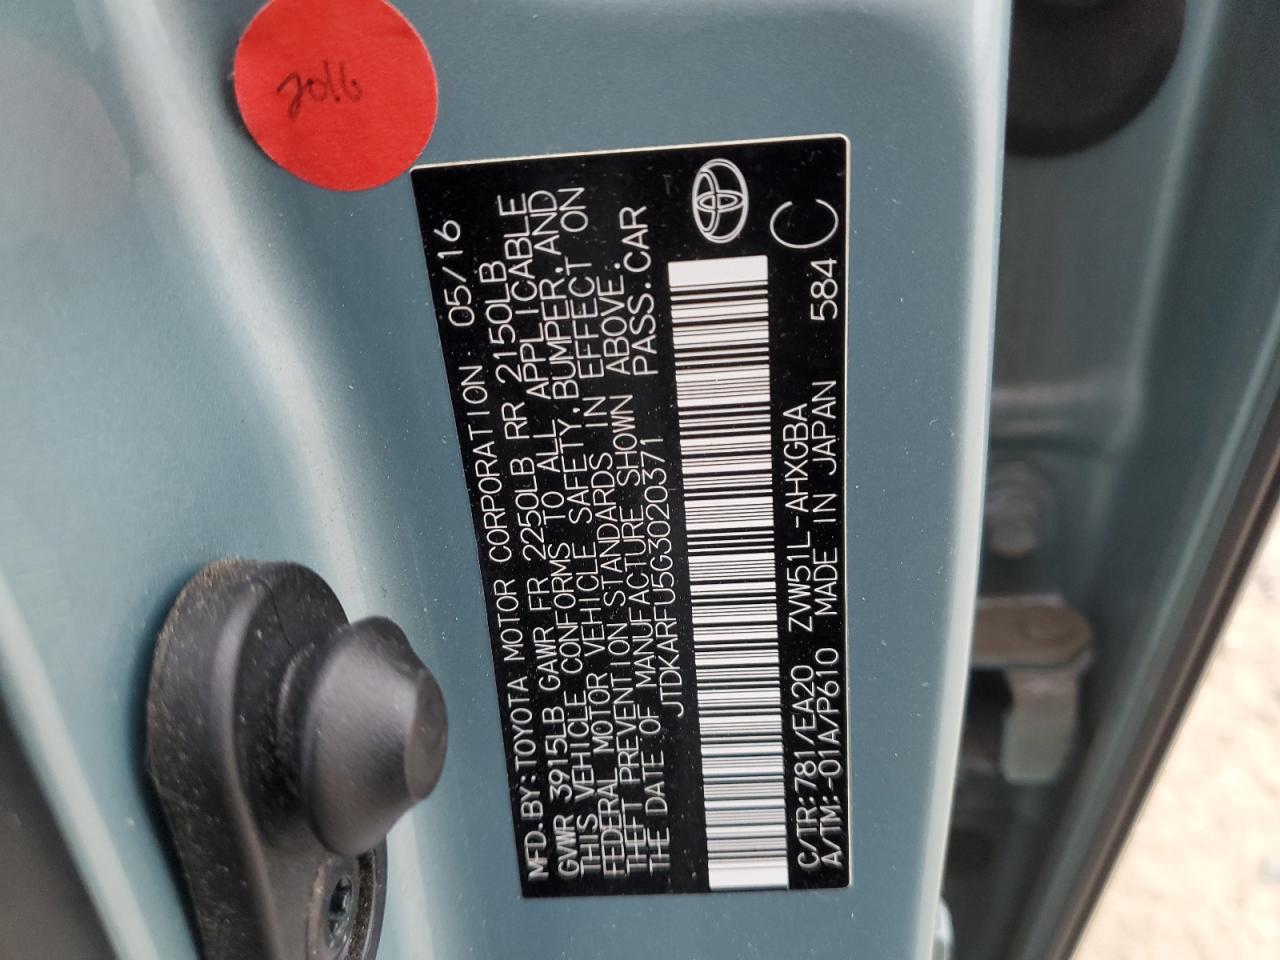 2016
MFD. BY: TOYOTA MOTOR CORPORATION 05/16
GVWR 3915LB GAWR FR 2250LB RR 2150LB
THIS VEHICLE CONFORMS TO ALL APPLICABLE
FEDERAL MOTOR VEHICLE SAFETY, BUMPER, AND
THEFT PREVENTION STANDARDS IN EFFECT ON
THE DATE OF MANUFACTURE SHOWN ABOVE.
JTDKARFU5G3020371 PASS. CAR
C/TR: 781/EA20 ZVW51L-AHXGBA
A/TM: -01A/P610 MADE IN JAPAN 584 C